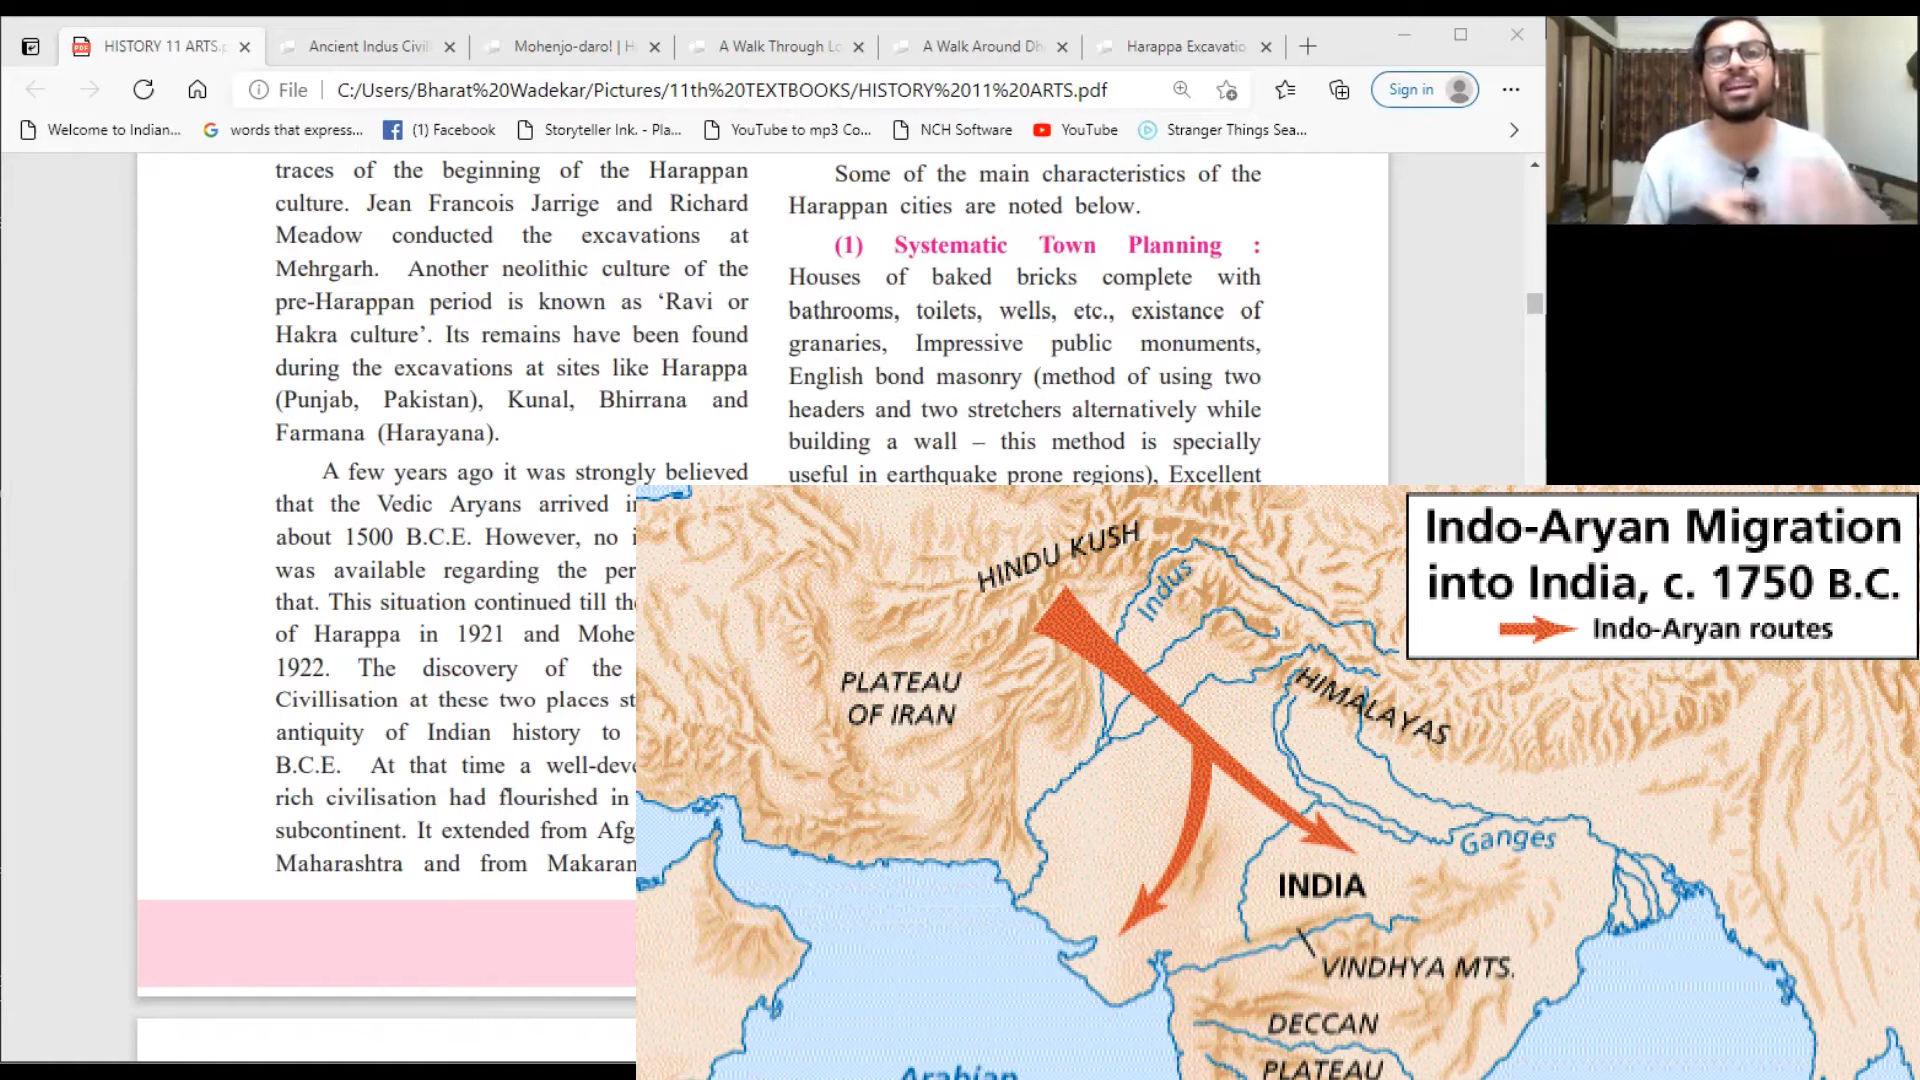 HISTORY 11 ARTS.p
Ancient Indus Civil
Mohenjo-daro! | H
A Walk Through Lo
A Walk Around Dh
Harappa Excavatio
File
C:/Users/Bharat%20Wadekar/Pictures/11th%20TEXTBOOKS/HISTORY%2011%20ARTS.pdf
Sign in
Welcome to Indian...
words that express...
(1) Facebook
Storyteller Ink. - Pla...
YouTube to mp3 Co...
NCH Software
YouTube
Stranger Things Sea...
traces of the beginning of the Harappan
culture. Jean Francois Jarrige and Richard
Meadow conducted the excavations at
Mehrgarh. Another neolithic culture of the
pre-Harappan period is known as ‘Ravi or
Hakra culture’. Its remains have been found
during the excavations at sites like Harappa
(Punjab, Pakistan), Kunal, Bhirrana and
Farmana (Harayana).
A few years ago it was strongly believed
that the Vedic Aryans arrived i
about 1500 B.C.E. However, no i
was available regarding the per
that. This situation continued till th
of Harappa in 1921 and Mohe
1922. The discovery of the
Civillisation at these two places st
antiquity of Indian history to
B.C.E. At that time a well-deve
rich civilisation had flourished in
subcontinent. It extended from Afg
Maharashtra and from Makaran
Some of the main characteristics of the
Harappan cities are noted below.
(1) Systematic Town Planning :
Houses of baked bricks complete with
bathrooms, toilets, wells, etc., existance of
granaries, Impressive public monuments,
English bond masonry (method of using two
headers and two stretchers alternatively while
building a wall – this method is specially
useful in earthquake prone regions), Excellent
Indo-Aryan Migration
into India, c. 1750 B.C.
Indo-Aryan routes
HINDU KUSH
Indus
PLATEAU
OF IRAN
HIMALAYAS
Ganges
INDIA
VINDHYA MTS.
DECCAN
PLATEAU
Arabian